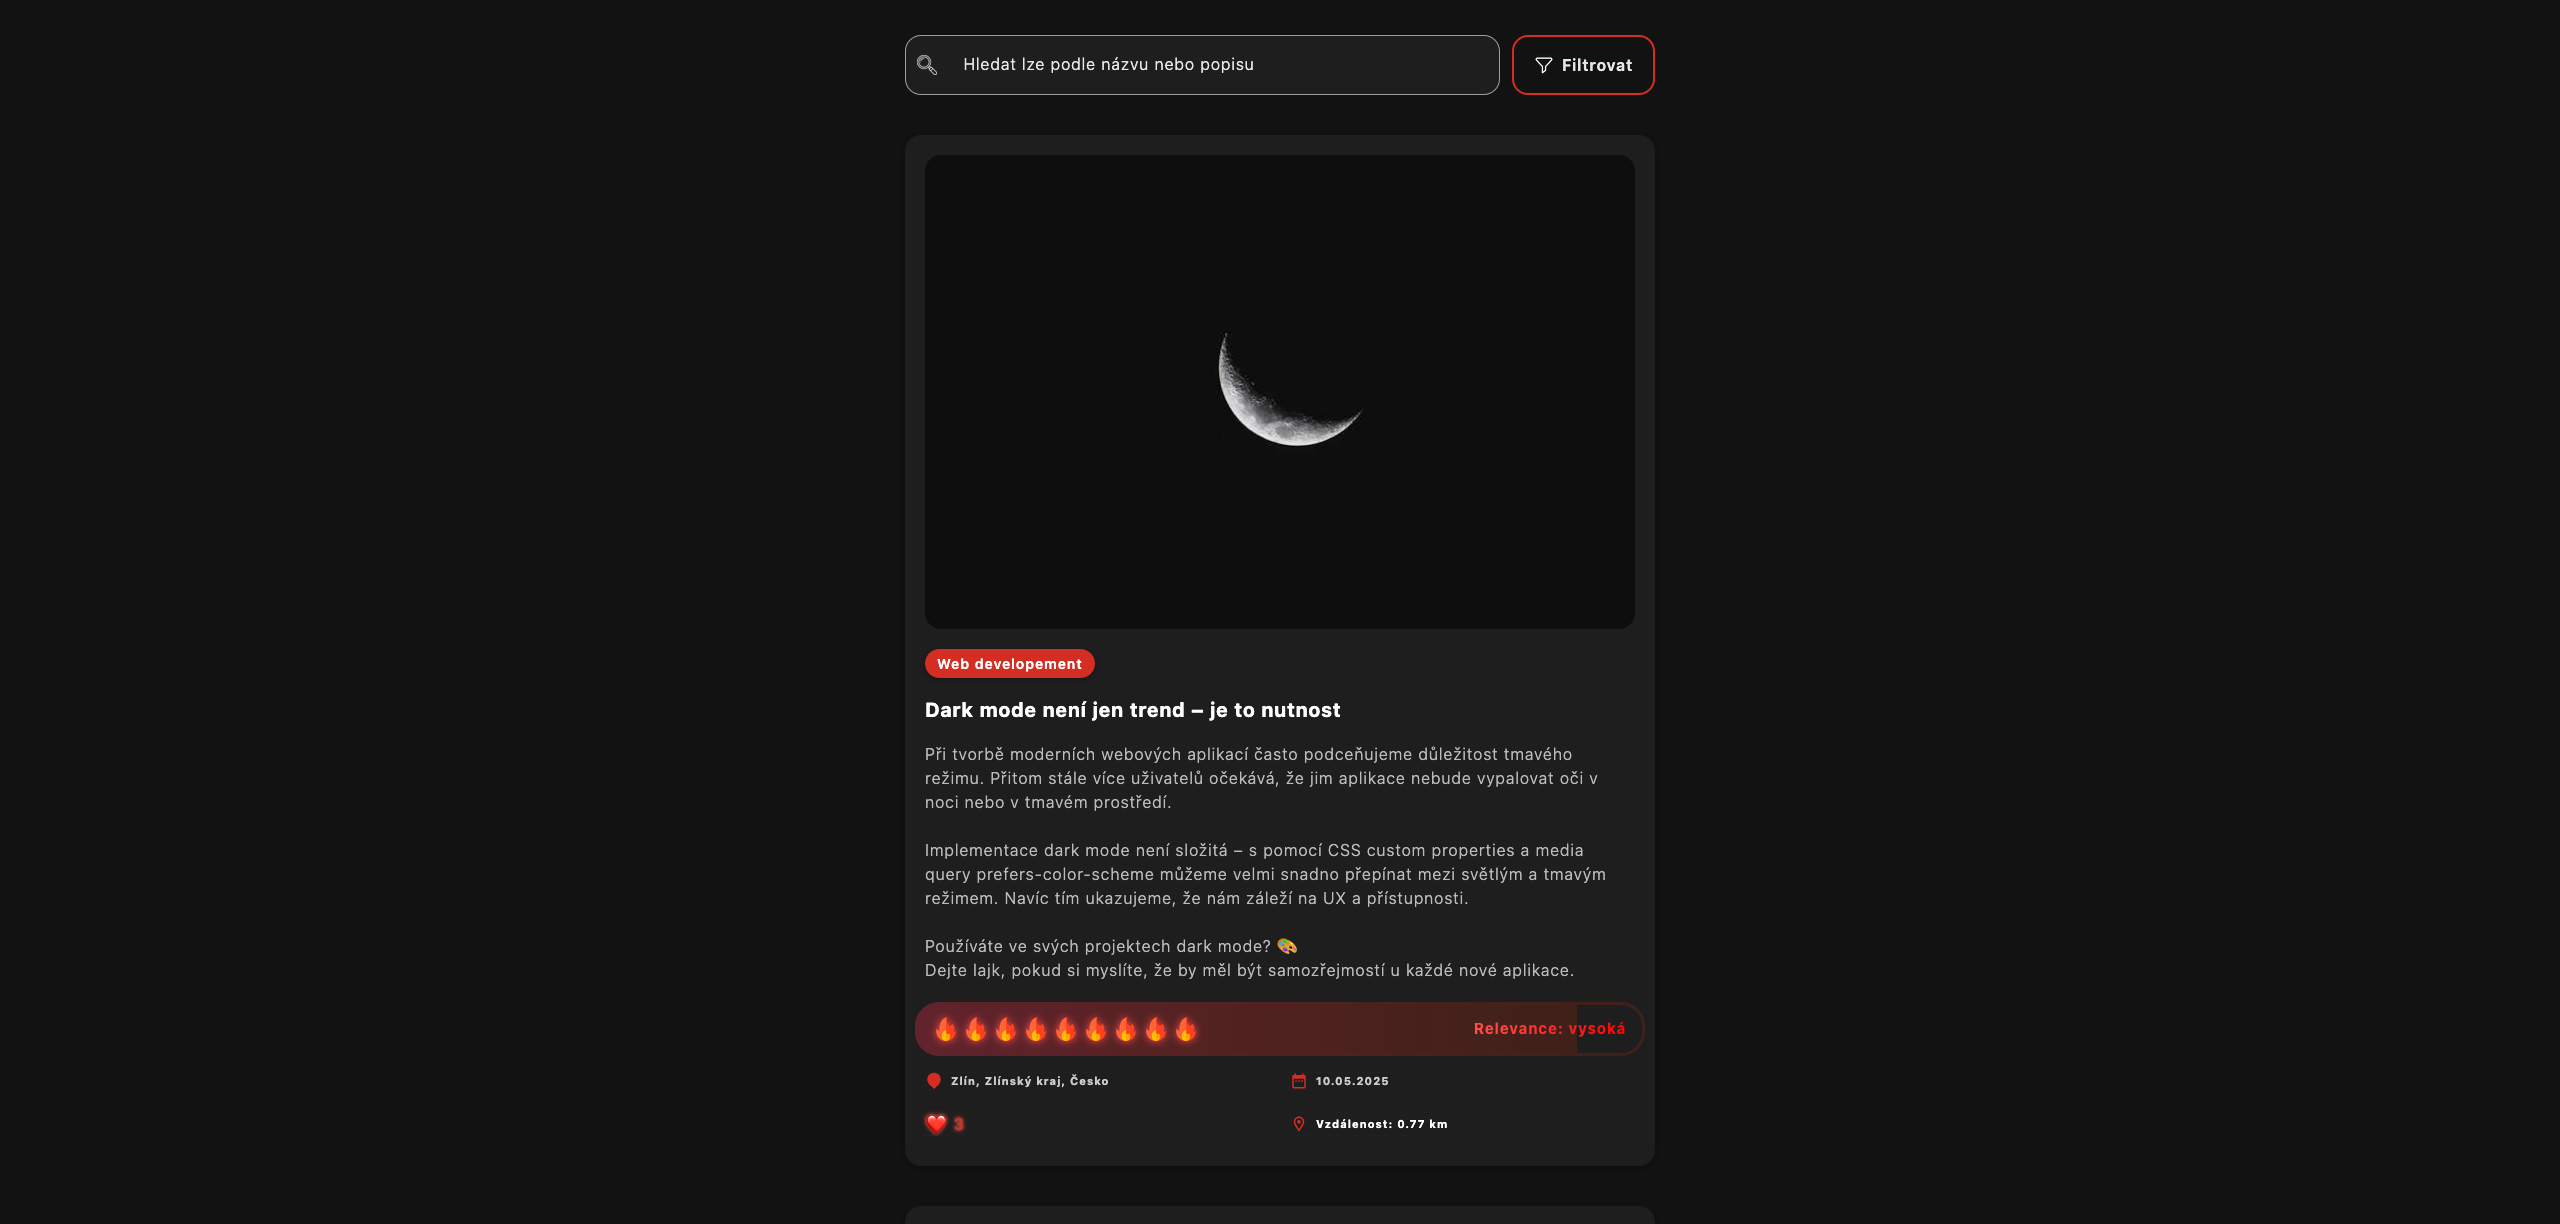 Hledat lze podle názvu nebo popisu
Filtrovat
Web developement
Dark mode není jen trend – je to nutnost
Při tvorbě moderních webových aplikací často podceňujeme důležitost tmavého
režimu. Přitom stále více uživatelů očekává, že jim aplikace nebude vypalovat oči v
noci nebo v tmavém prostředí.
Implementace dark mode není složitá – s pomocí CSS custom properties a media
query prefers-color-scheme můžeme velmi snadno přepínat mezi světlým a tmavým
režimem. Navíc tím ukazujeme, že nám záleží na UX a přístupnosti.
Používáte ve svých projektech dark mode? 🎨
Dejte lajk, pokud si myslíte, že by měl být samozřejmostí u každé nové aplikace.
🔥🔥🔥🔥🔥🔥🔥🔥🔥 Relevance: vysoká
Zlín, Zlínský kraj, Česko
10.05.2025
❤️ 3
Vzdálenost: 0.77 km